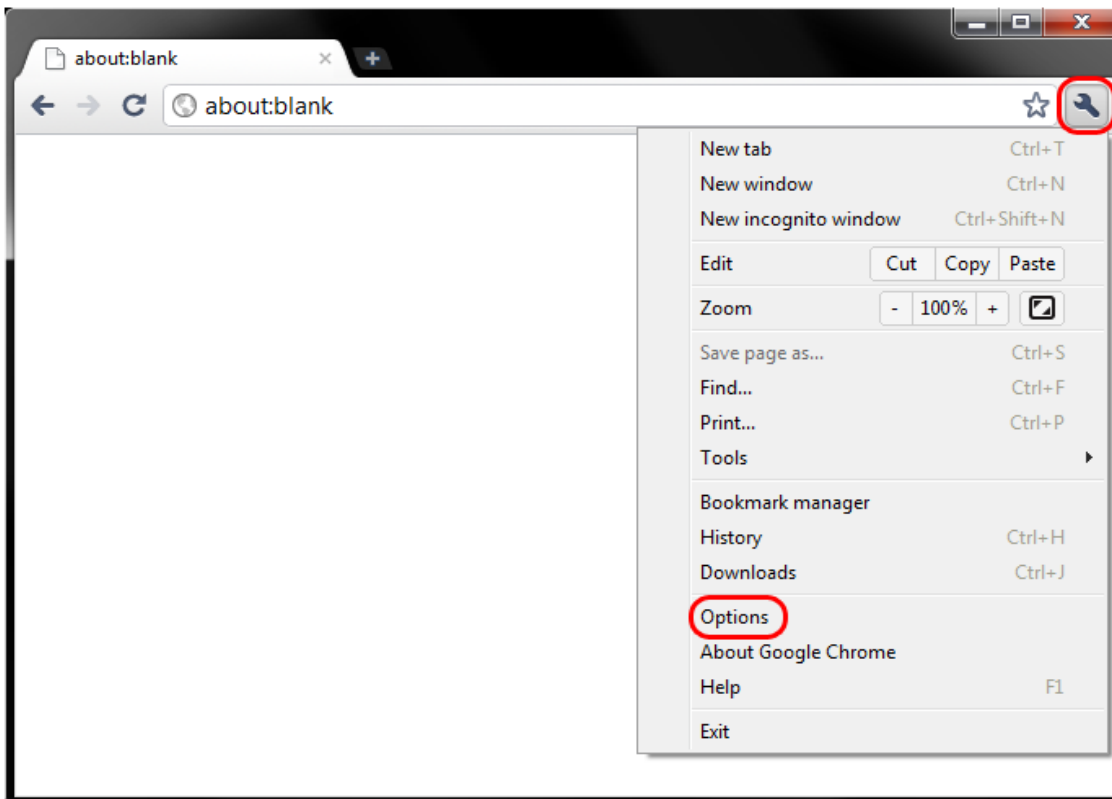 about:blank
about:blank
New tab Ctrl+T
New window Ctrl+N
New incognito window Ctrl+Shift+N
Edit Cut Copy Paste
Zoom - 100% +
Save page as... Ctrl+S
Find... Ctrl+F
Print... Ctrl+P
Tools
Bookmark manager
History Ctrl+H
Downloads Ctrl+J
Options
About Google Chrome
Help F1
Exit